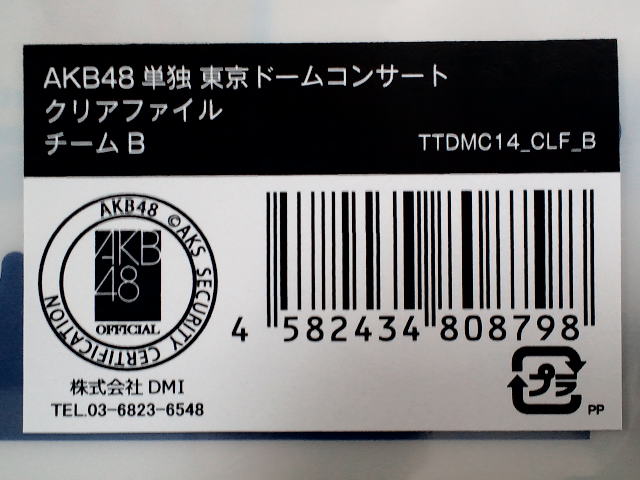 AKB48 単独 東京ドームコンサート
クリアファイル
チーム B
TTDMC14_CLF_B
AKB48 ©AKS SECURITY CERTIFICATION
AKB
48
OFFICIAL
株式会社 DMI
TEL.03-6823-6548
4 582434 808798
プラ
PP